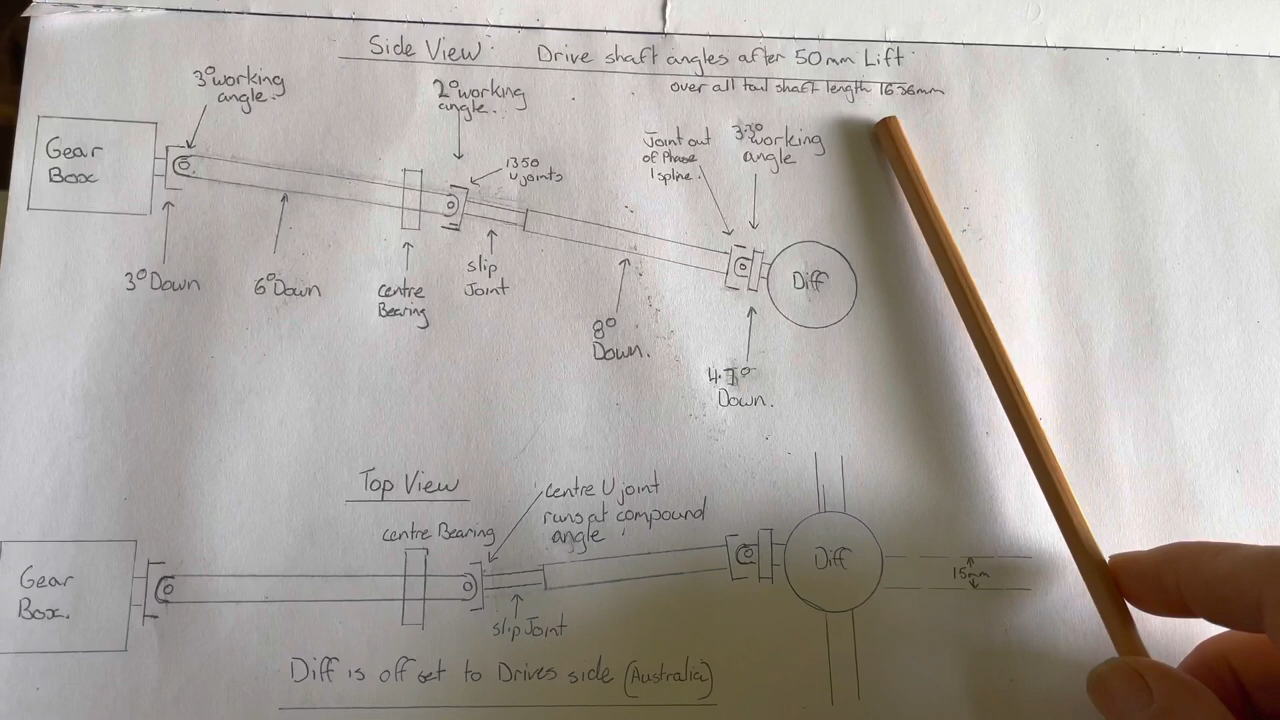 Side View: Drive shaft angles after 50mm Lift.
over all tail shaft length 1636mm
3° working
angle.
2° working
angle.
1350
U joints
Joint out
of Phase
1 spline.
3.3°
working
angle
Gear
Box
3° Down
6° Down
centre
Bearing
slip
Joint
8°
Down.
Diff
Down.
Top View
centre U joint
runs at compound
angle
centre Bearing
Gear
Box.
slip Joint
Diff
15mm
Diff is off set to Drives side (Australia)